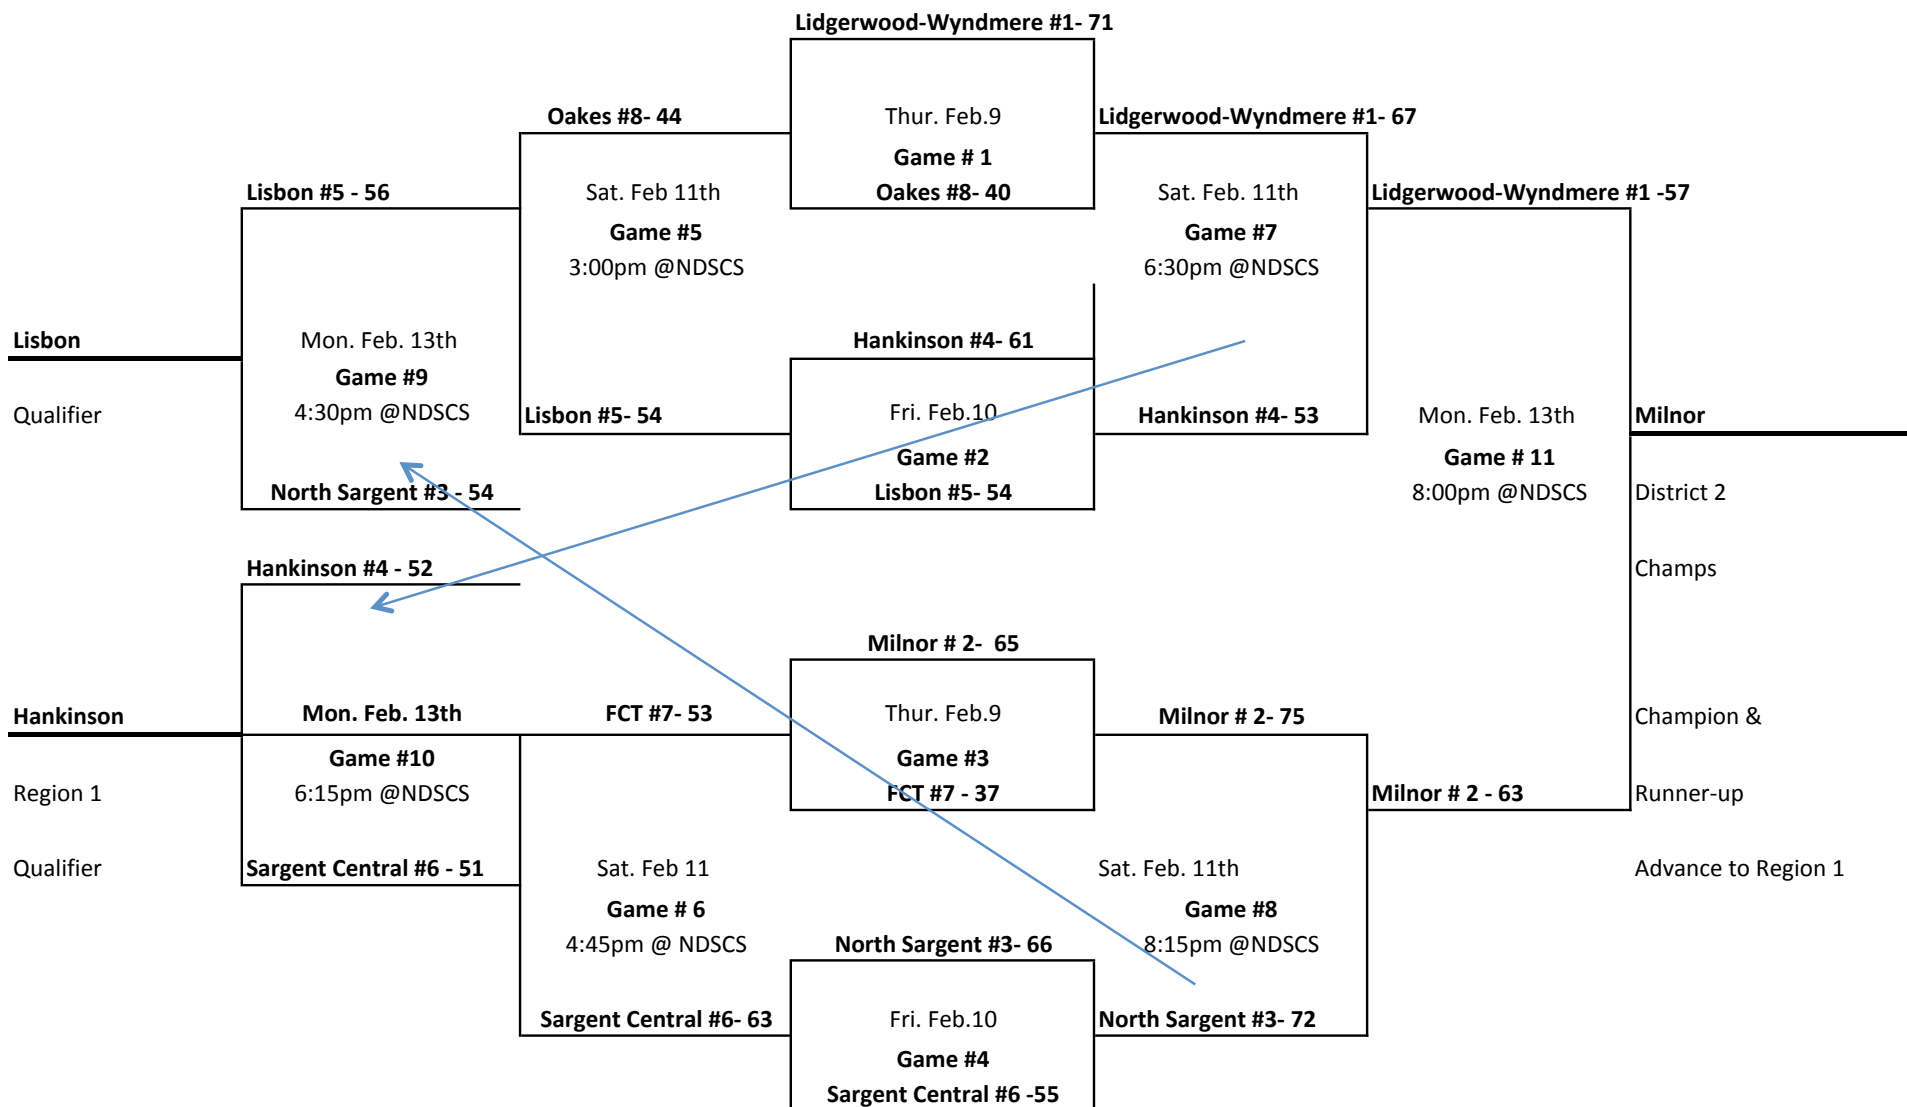 Lidgerwood-Wyndmere #1- 71
Oakes #8- 44
Thur. Feb.9
Lidgerwood-Wyndmere #1- 67
Game # 1
Lisbon #5 - 56
Sat. Feb 11th
Oakes #8- 40
Sat. Feb. 11th
Lidgerwood-Wyndmere #1 -57
Game #5
Game #7
3:00pm @NDSCS
6:30pm @NDSCS
Lisbon
Mon. Feb. 13th
Hankinson #4- 61
Game #9
Qualifier
4:30pm @NDSCS
Lisbon #5- 54
Fri. Feb.10
Hankinson #4- 53
Mon. Feb. 13th
Milnor
Game #2
Game # 11
North Sargent #3 - 54
Lisbon #5- 54
8:00pm @NDSCS
District 2
Hankinson #4 - 52
Champs
Milnor # 2-  65
Hankinson
Mon. Feb. 13th
FCT #7- 53
Thur. Feb.9
Milnor # 2- 75
Champion &
Game #10
Game #3
Region 1
6:15pm @NDSCS
FCT #7 - 37
Milnor # 2 - 63
Runner-up
Qualifier
Sargent Central #6 - 51
Sat. Feb 11
Sat. Feb. 11th
Advance to Region 1
Game # 6
Game #8
4:45pm @ NDSCS
North Sargent #3- 66
8:15pm @NDSCS
Sargent Central #6- 63
Fri. Feb.10
North Sargent #3- 72
Game #4
Sargent Central #6 -55